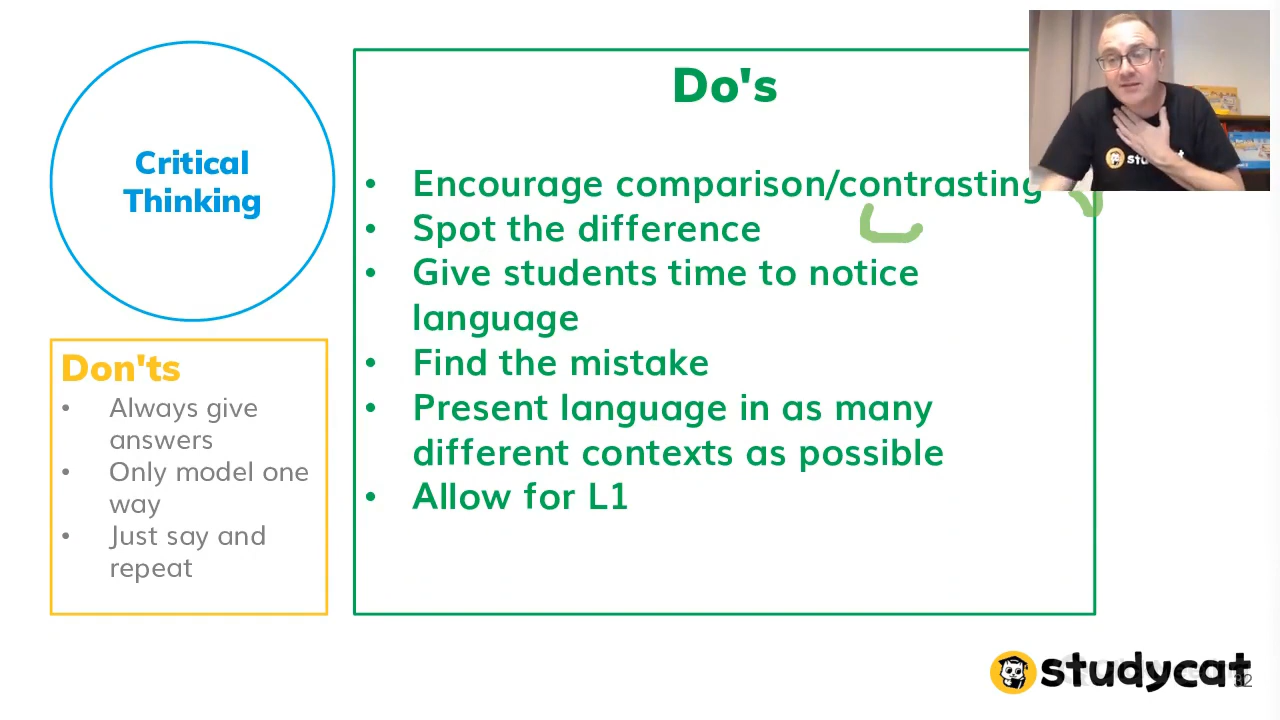 Critical
Thinking
Do's
• Encourage comparison/contrasting
• Spot the difference
• Give students time to notice
language
• Find the mistake
• Present language in as many
different contexts as possible
• Allow for L1
Don'ts
• Always give
answers
• Only model one
way
• Just say and
repeat
studycat
32